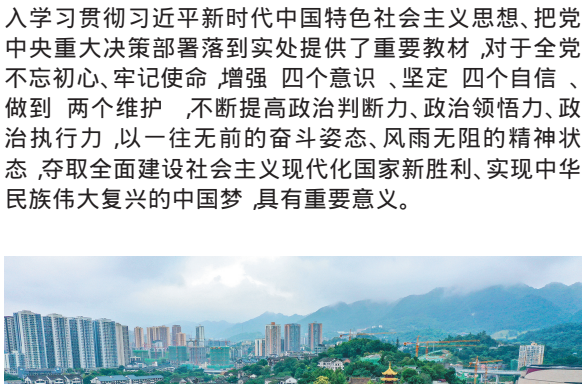 入学习贯彻习近平新时代中国特色社会主义思想、把党
中央重大决策部署落到实处提供了重要教材,对于全党
不忘初心、牢记使命,增强 四个意识 、坚定 四个自信 、
做到 两个维护 ,不断提高政治判断力、政治领悟力、政
治执行力,以一往无前的奋斗姿态、风雨无阻的精神状
态,夺取全面建设社会主义现代化国家新胜利、实现中华
民族伟大复兴的中国梦,具有重要意义。